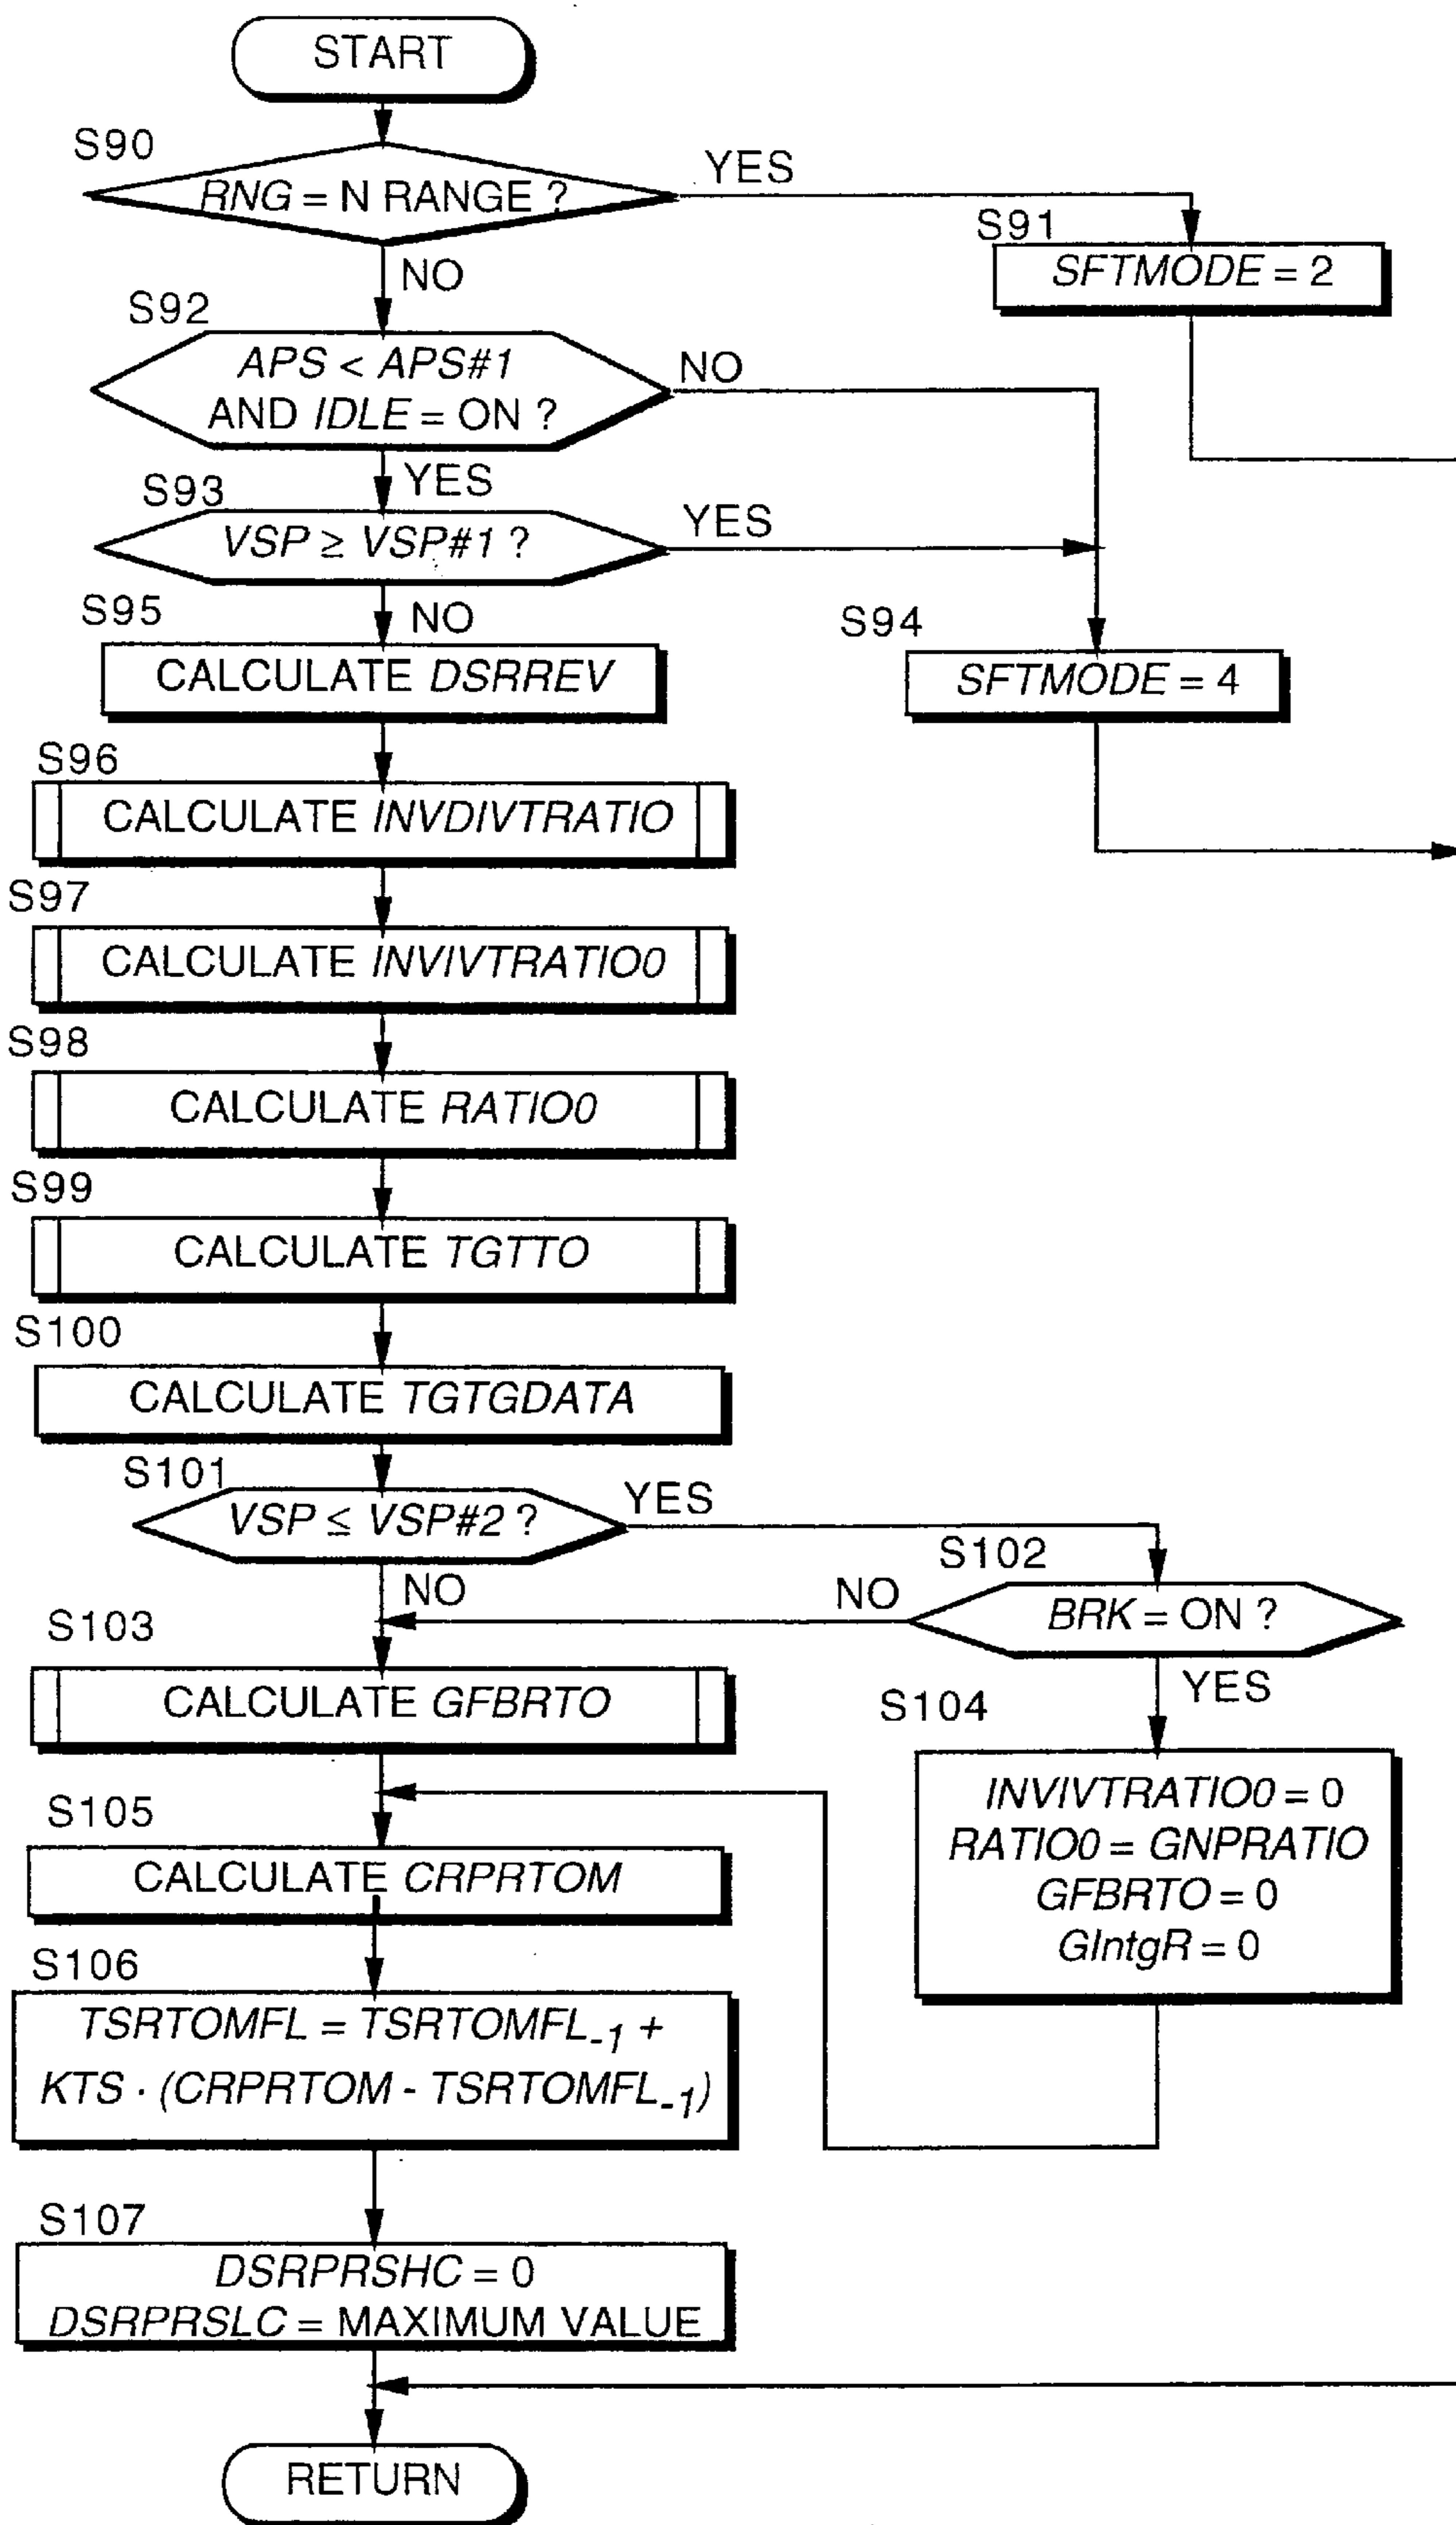 START
S90
RNG = N RANGE ?
YES
S91
SFTMODE = 2
NO
S92
APS < APS#1
AND IDLE = ON ?
NO
YES
S93
VSP ≥ VSP#1 ?
YES
NO
S94
SFTMODE = 4
S95
CALCULATE DSRREV
S96
CALCULATE INVDIVTRATIO
S97
CALCULATE INVIVTRATIO0
S98
CALCULATE RATIO0
S99
CALCULATE TGTTO
S100
CALCULATE TGTGDATA
S101
VSP ≤ VSP#2 ?
YES
S102
BRK = ON ?
NO
NO
YES
S103
CALCULATE GFBRTO
S104
INVIVTRATIO0 = 0
RATIO0 = GNPRATIO
GFBRTO = 0
GIntgR = 0
S105
CALCULATE CRPRTOM
S106
TSRTOMFL = TSRTOMFL-1 +
KTS · (CRPRTOM - TSRTOMFL-1)
S107
DSRPRSHC = 0
DSRPRSLC = MAXIMUM VALUE
RETURN